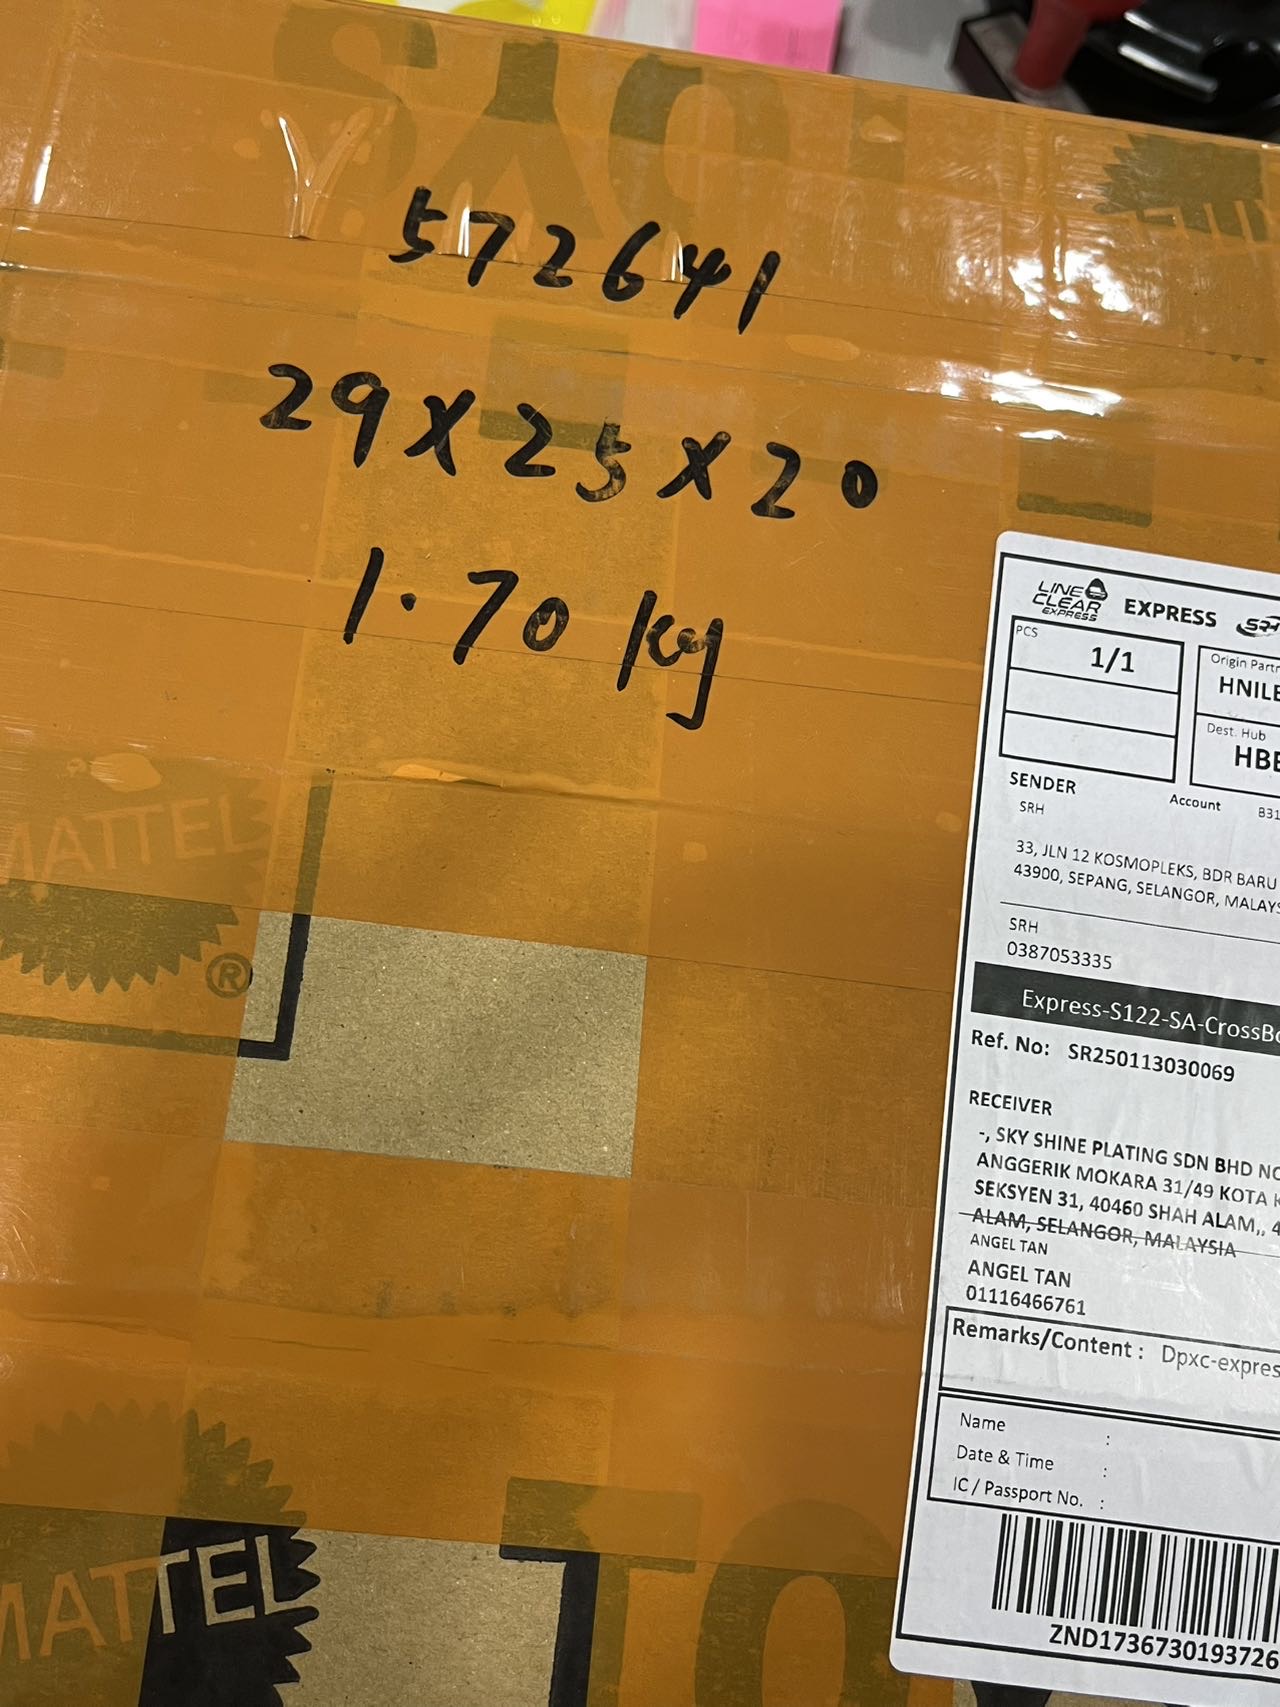 TOYS
572641
29X25X20
1.70 kg
MATTEL
®
MATTEL
LINE
CLEAR
EXPRESS
EXPRESS
SRH
PCS
1/1
Origin Partn
HNILE
Dest. Hub
HBE
SENDER
Account
B31
SRH
33, JLN 12 KOSMOPLEKS, BDR BARU
43900, SEPANG, SELANGOR, MALAYS
SRH
0387053335
Express-S122-SA-CrossBo
Ref. No: SR250113030069
RECEIVER
-, SKY SHINE PLATING SDN BHD NO
ANGGERIK MOKARA 31/49 KOTA K
SEKSYEN 31, 40460 SHAH ALAM,, 4
ALAM, SELANGOR, MALAYSIA
ANGEL TAN
ANGEL TAN
01116466761
Remarks/Content : Dpxc-expres
Name :
Date & Time :
IC / Passport No. :
ZND1736730193726